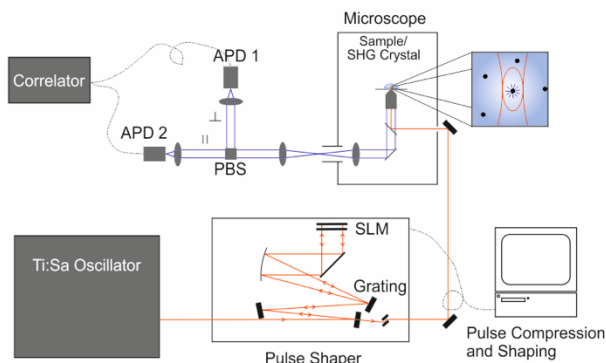 Microscope
Sample/
SHG Crystal
APD 1
Correlator
⊥
APD 2
||
PBS
SLM
Ti:Sa Oscillator
Grating
Pulse Compression
and Shaping
Pulse Shaper